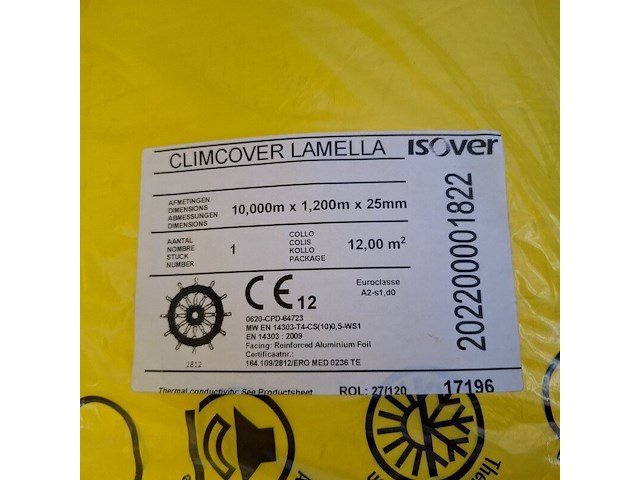 CLIMCOVER LAMELLA isover
AFMETINGEN
DIMENSIONS
ABMESSUNGEN
DIMENSIONS
10,000m x 1,200m x 25mm
AANTAL
NOMBRE
STUCK
NUMBER
1
COLLO
COLIS
KOLLO
PACKAGE
12,00 m²
CE 12
Euroclasse
A2-s1,d0
0620-CPD-64723
MW EN 14303-T4-CS(10)0,5-WS1
EN 14303 : 2009
Facing: Reinforced Aluminium Foil
Certificaatnr.:
164.109/2812/ERO MED 0236 TE
2812
Thermal conductivity: See Productsheet ROL: 27/120 17196
202200001822